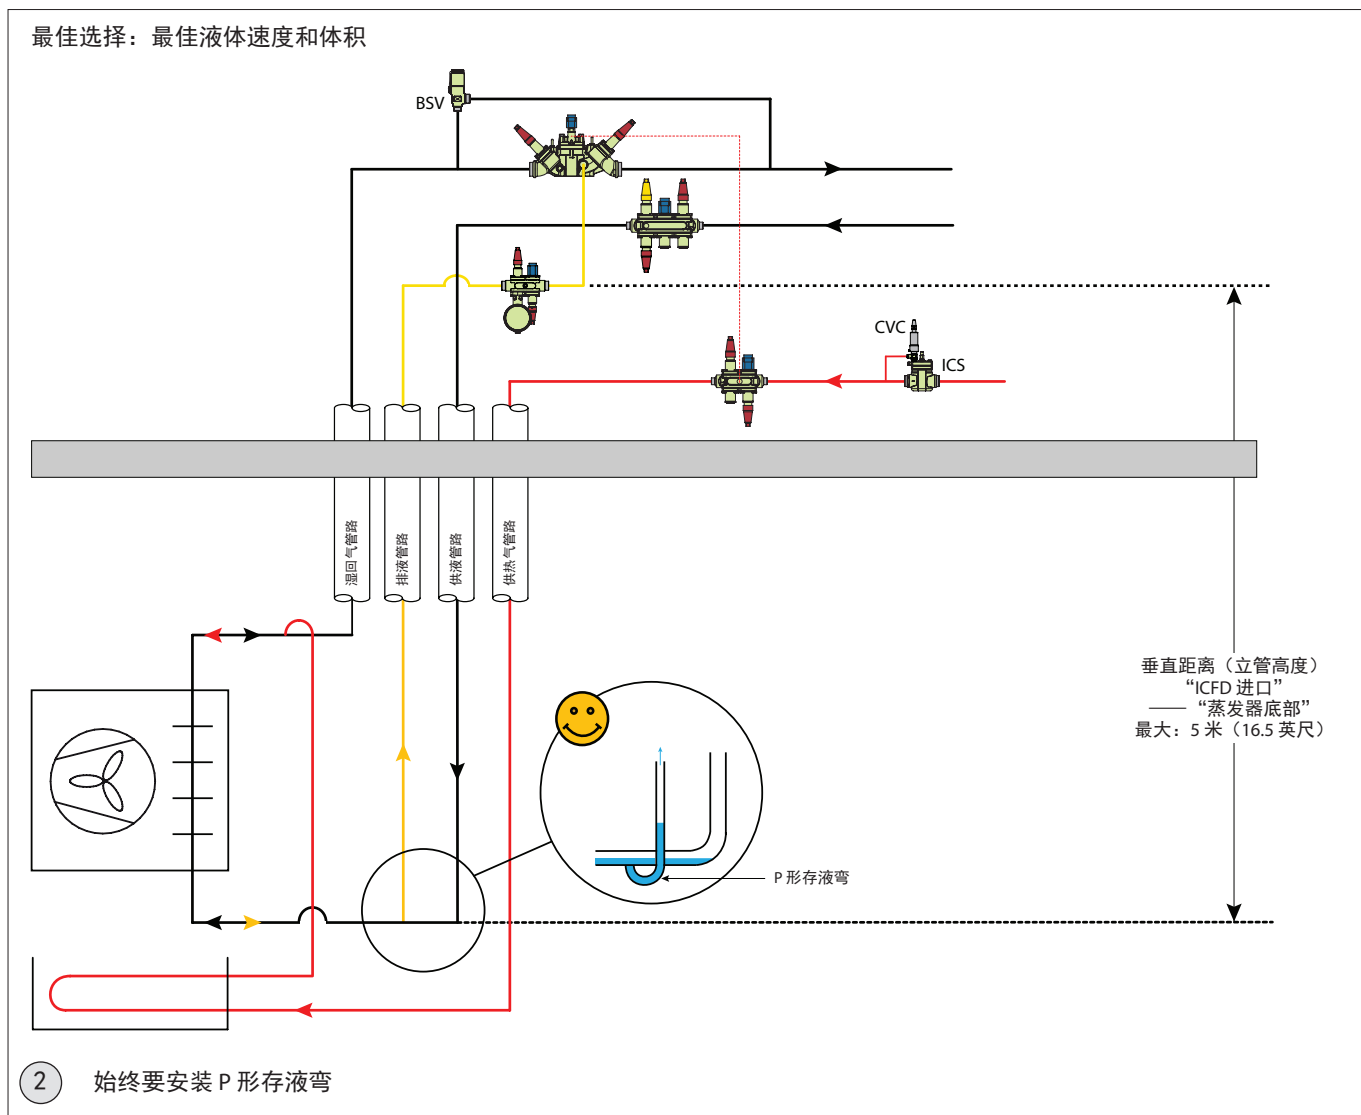 最佳选择：最佳液体速度和体积
BSV
CVC
ICS
湿回气管路
排液管路
供液管路
供热气管路
垂直距离（立管高度）
“ICFD 进口”
—— “蒸发器底部”
最大：5 米（16.5 英尺）
P 形存液弯
2 始终要安装 P 形存液弯